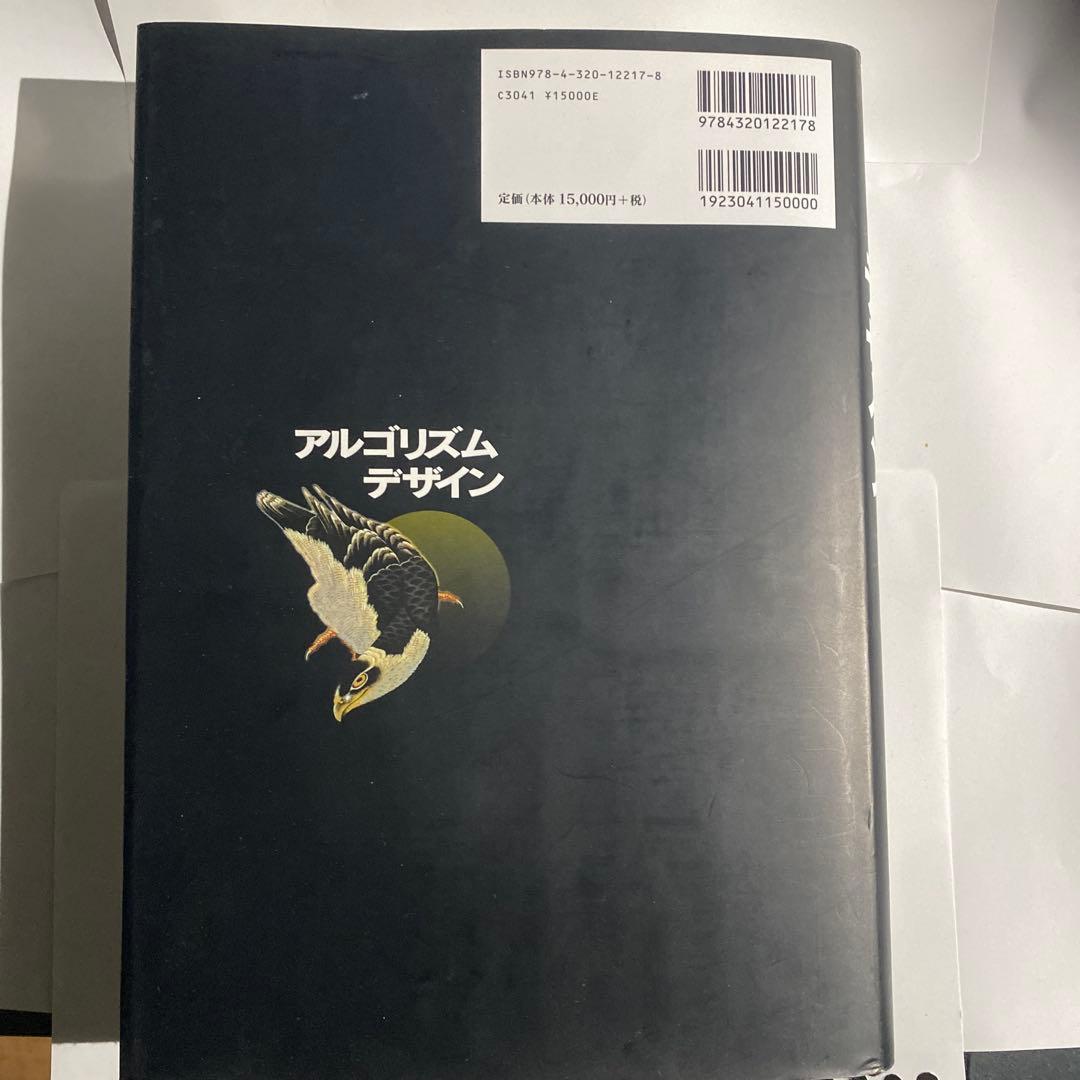 ISBN978-4-320-12217-8
C3041 ¥15000E
9784320122178
定価(本体 15,000円+税)
1923041150000
アルゴリズム
デザイン